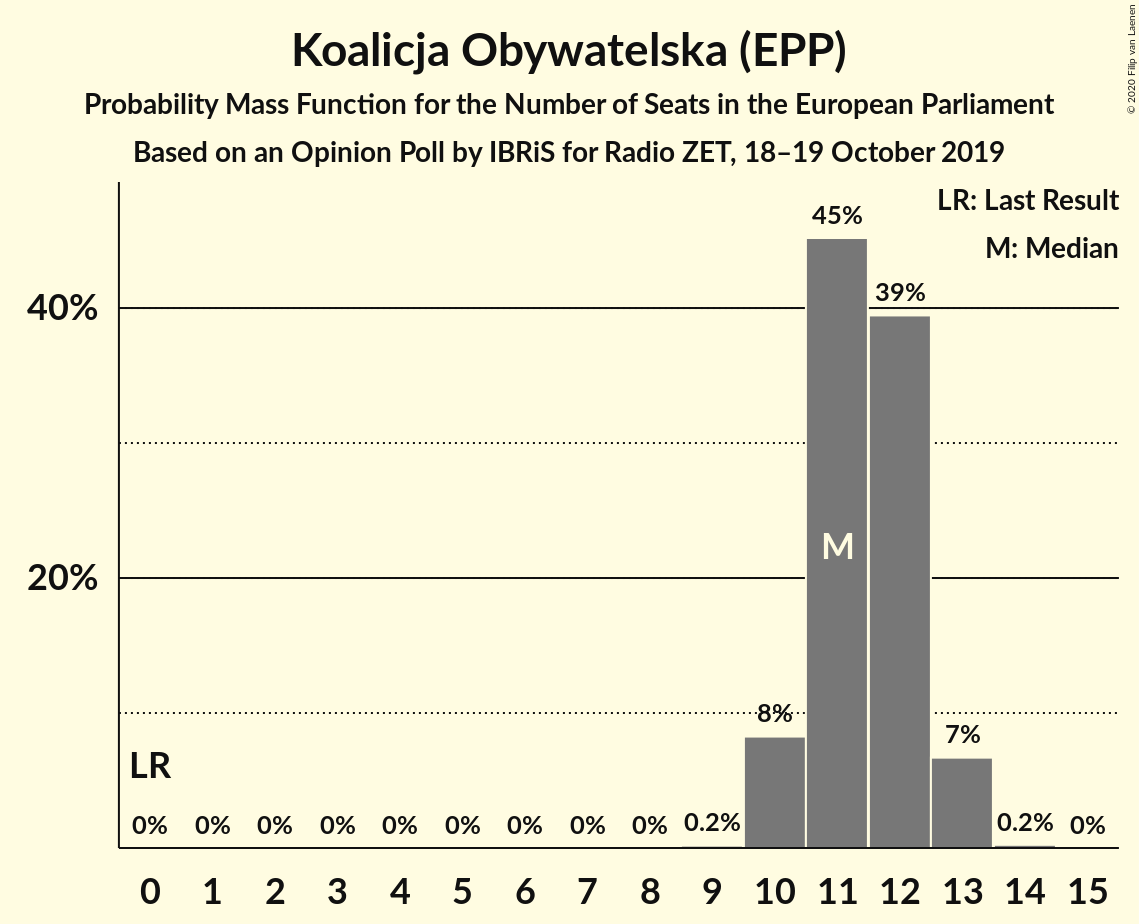 Koalicja Obywatelska (EPP)
Probability Mass Function for the Number of Seats in the European Parliament
Based on an Opinion Poll by IBRiS for Radio ZET, 18–19 October 2019
© 2020 Filip van Laenen
LR: Last Result
M: Median
45%
39%
40%
M
20%
8%
7%
LR
0% 0% 0% 0% 0% 0% 0% 0% 0% 0.2% 0.2% 0%
0 1 2 3 4 5 6 7 8 9 10 11 12 13 14 15